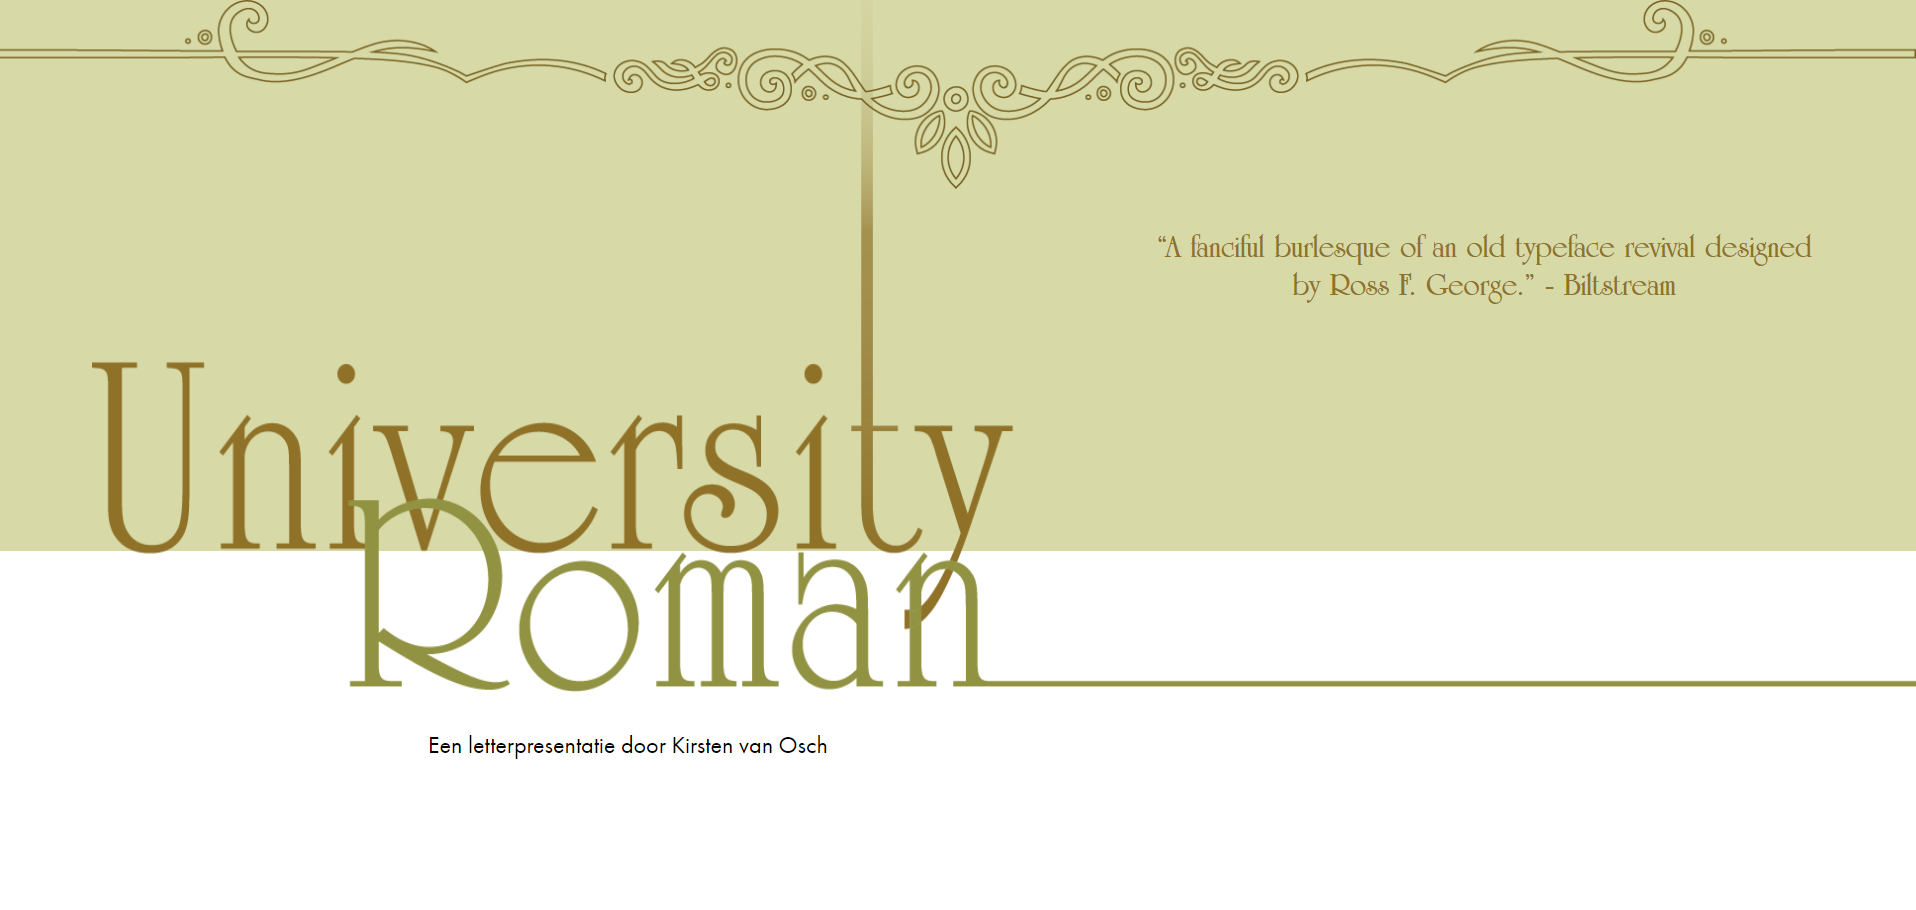 “A fanciful burlesque of an old typeface revival designed
by Ross F. George.” - Biltstream
University
Roman
Een letterpresentatie door Kirsten van Osch